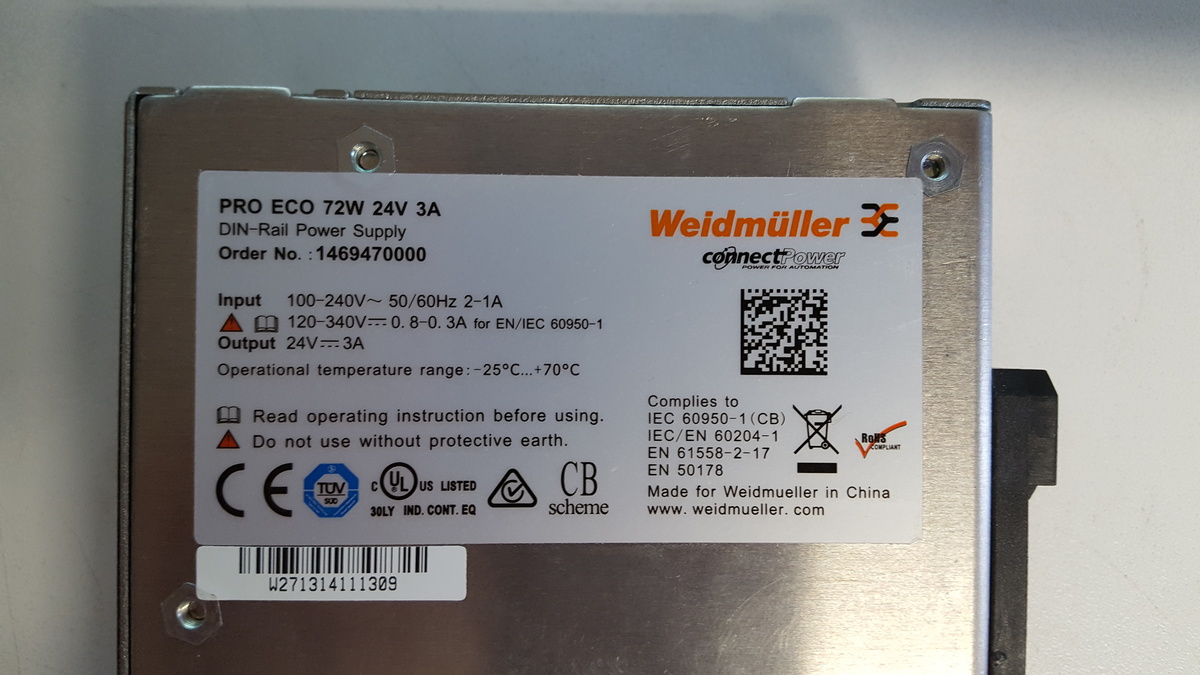 PRO ECO 72W 24V 3A
DIN-Rail Power Supply
Order No. : 1469470000
Weidmüller
connectPower
POWER FOR AUTOMATION
Input 100-240V~ 50/60Hz 2-1A
120-340V⎓ 0.8-0.3A for EN/IEC 60950-1
Output 24V⎓3A
Operational temperature range: -25°C...+70°C
Read operating instruction before using.
Do not use without protective earth.
CE
TÜV
SUD
C UL US LISTED
30LY IND. CONT. EQ
CB
scheme
Complies to
IEC 60950-1(CB)
IEC/EN 60204-1
EN 61558-2-17
EN 50178
RoHS
COMPLIANT
Made for Weidmueller in China
www. weidmueller. com
W271314111309